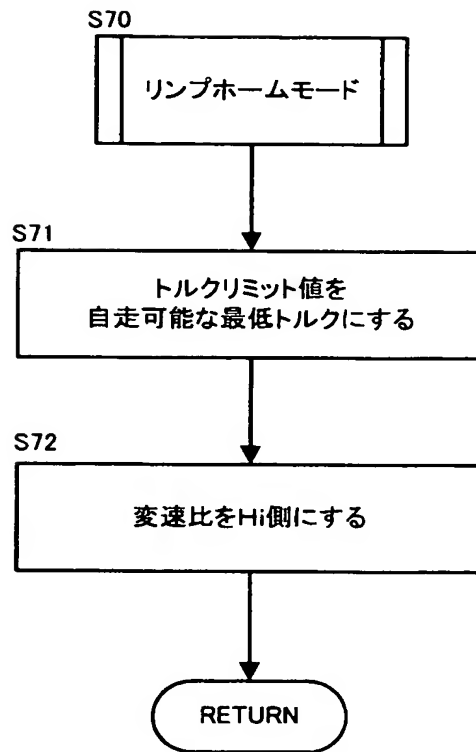 S70
リンプホームモード
S71
トルクリミット値を
自走可能な最低トルクにする
S72
変速比をHi側にする
RETURN